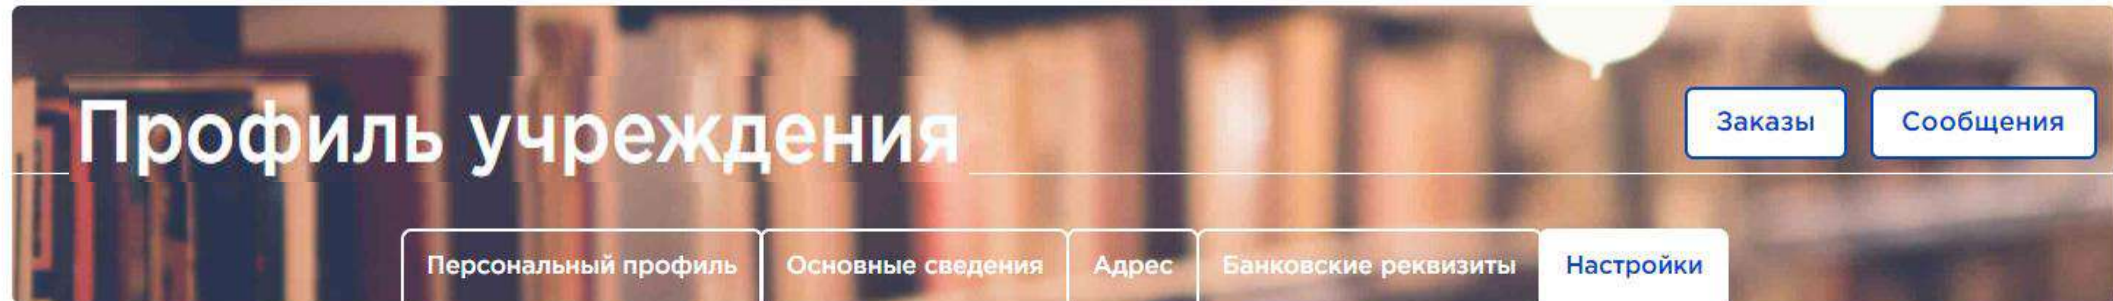 Профиль учреждения
Заказы
Сообщения
Персональный профиль
Основные сведения
Адрес
Банковские реквизиты
Настройки